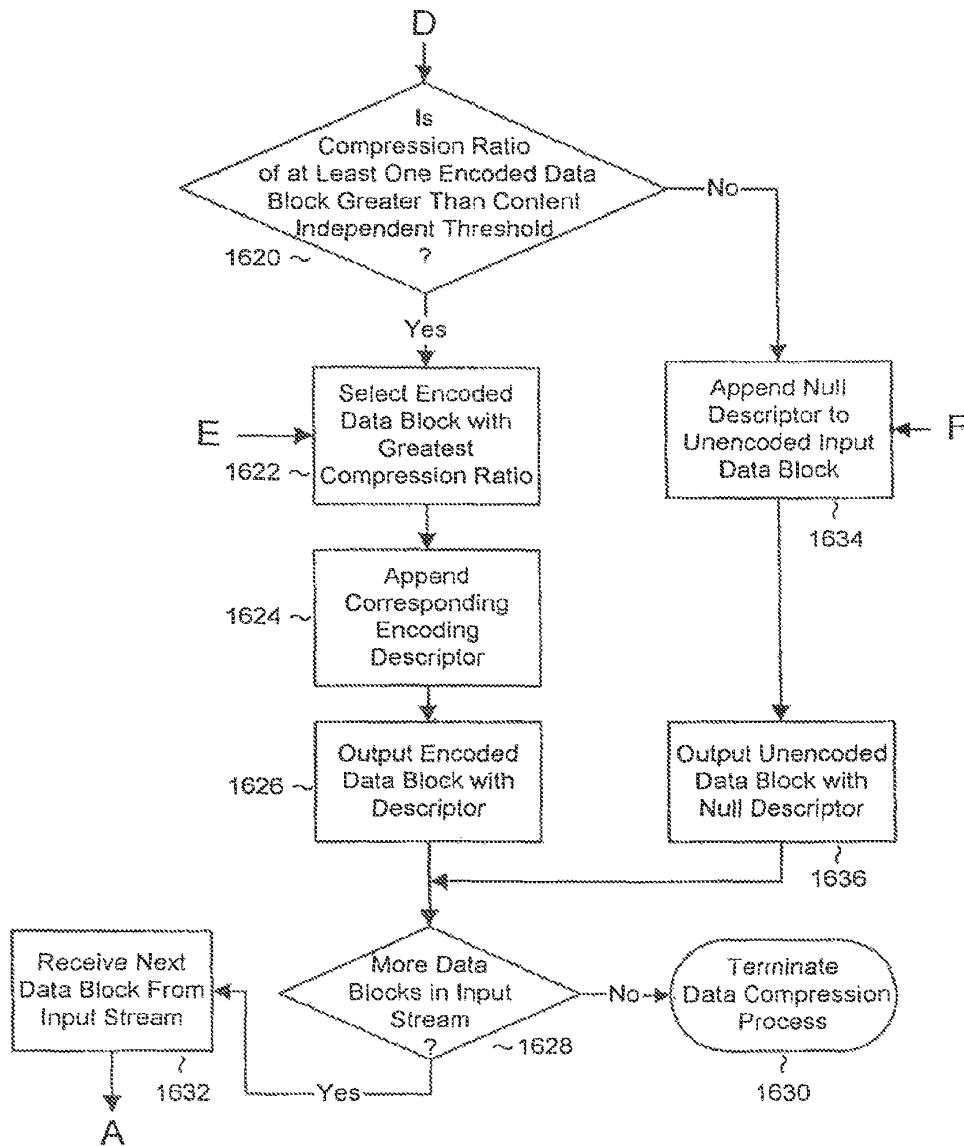 D
Is
Compression Ratio
of at Least One Encoded Data
Block Greater Than Content
Independent Threshold
?
1620
No
Yes
E
Select Encoded
Data Block with
Greatest
Compression Ratio
1622
Append Null
Descriptor to
Unencoded Input
Data Block
F
1634
Append
Corresponding
Encoding
Descriptor
1624
Output Encoded
Data Block with
Descriptor
1626
Output Unencoded
Data Block with
Null Descriptor
1636
Receive Next
Data Block From
Input Stream
1632
More Data
Blocks in Input
Stream
?
1628
No
Terminate
Data Compression
Process
1630
Yes
A